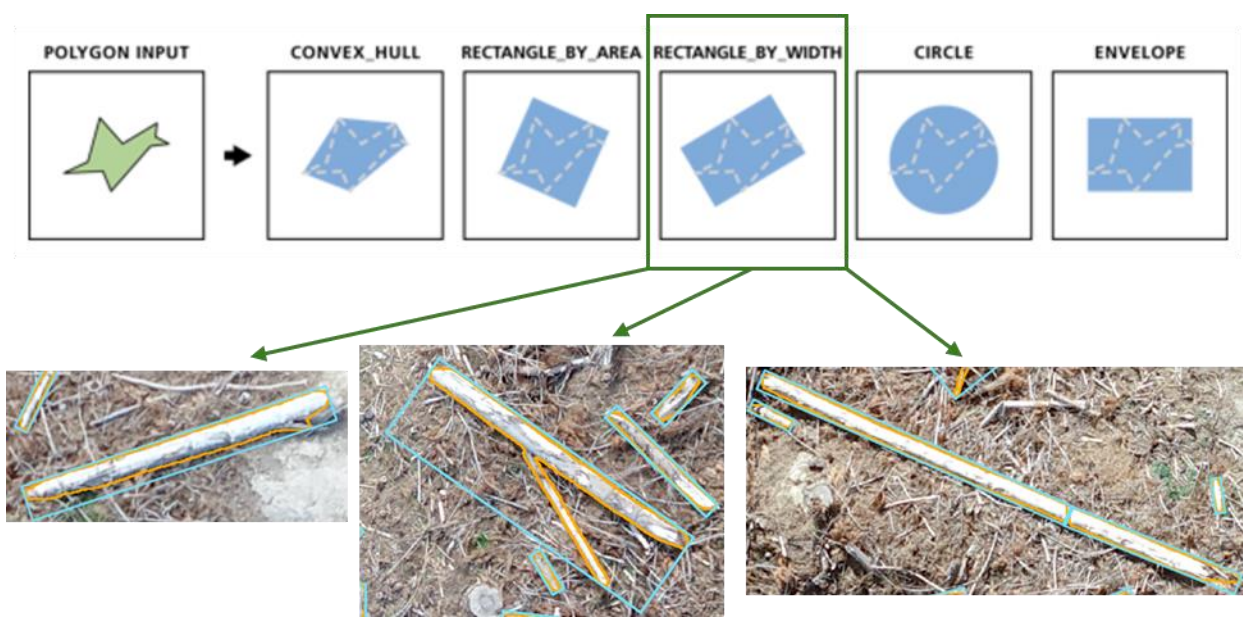 POLYGON INPUT
CONVEX_HULL
RECTANGLE_BY_AREA
RECTANGLE_BY_WIDTH
CIRCLE
ENVELOPE